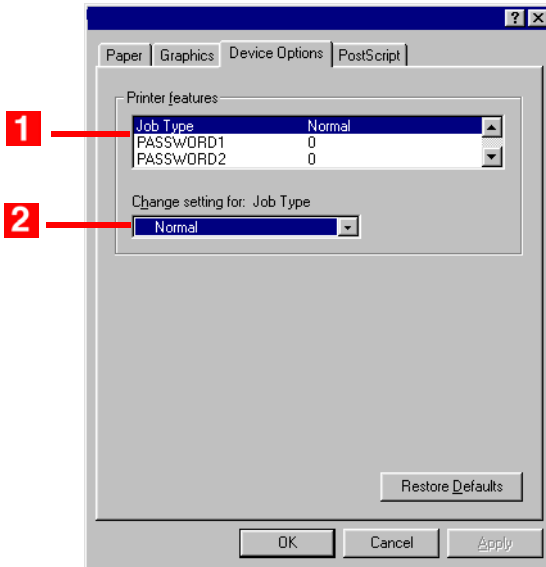 ? X
Paper Graphics Device Options PostScript
Printer features
1
Job Type Normal
PASSWORD1 0
PASSWORD2 0
Change setting for: Job Type
2
Normal
Restore Defaults
OK Cancel Apply